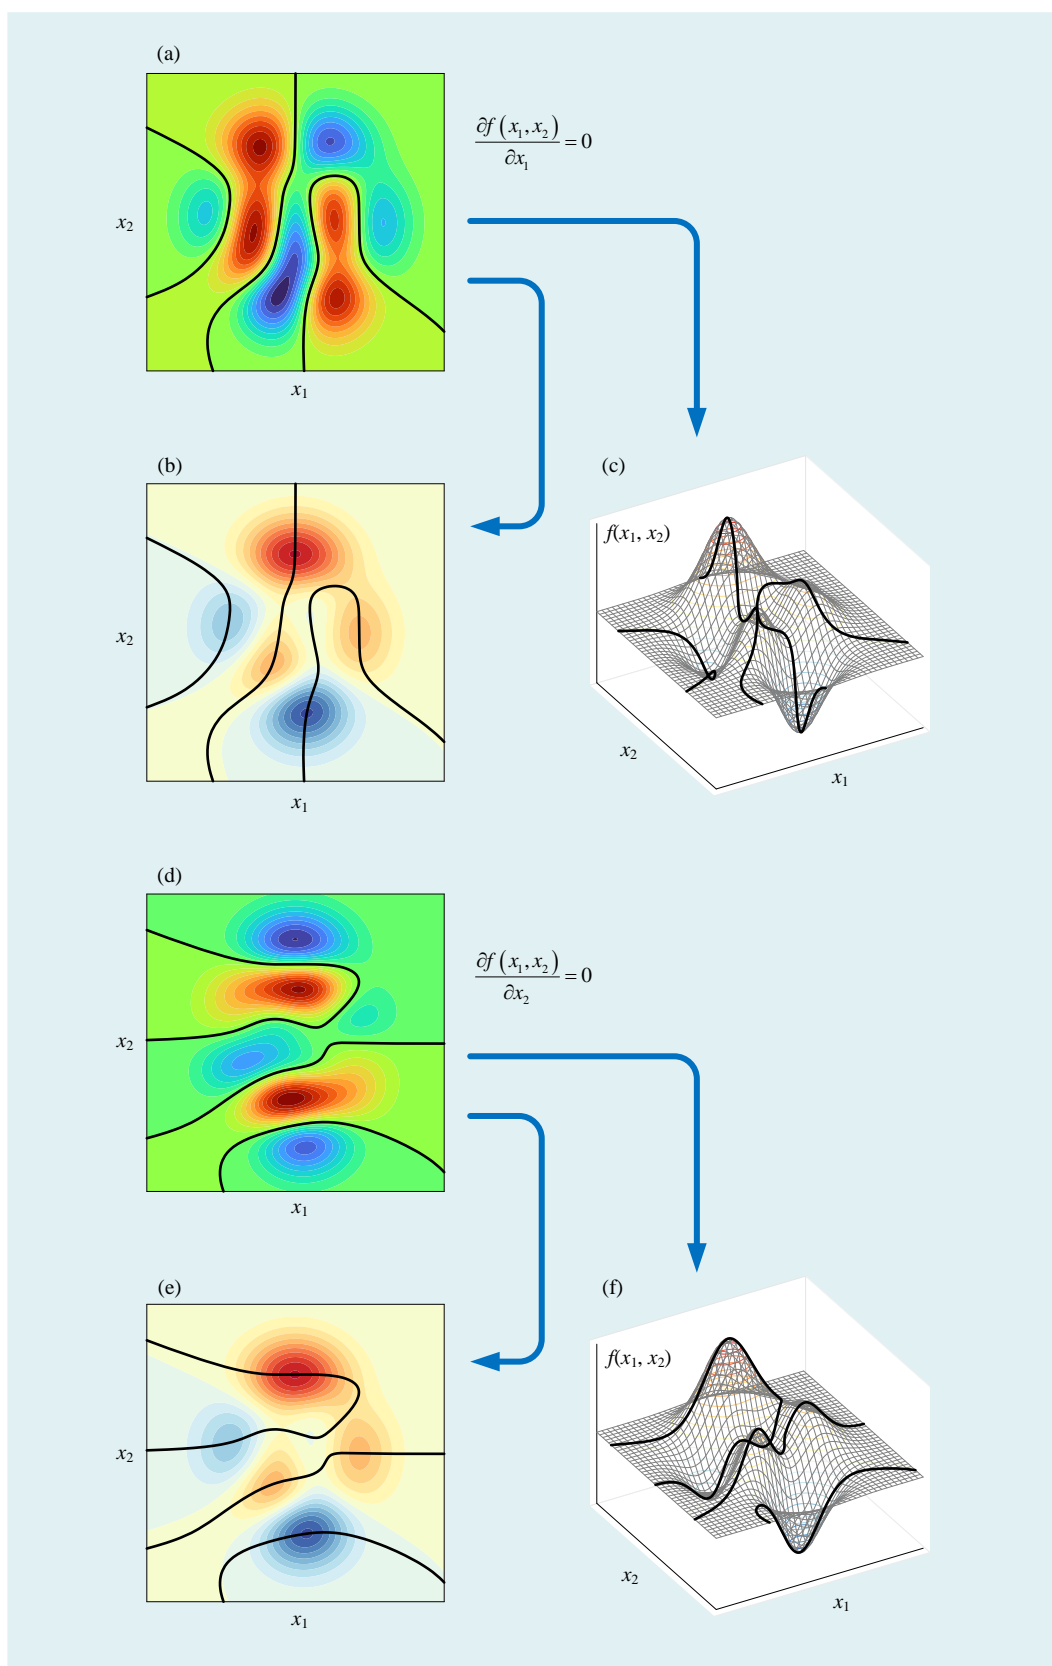 (a)
∂f(x₁, x₂)/∂x₁ = 0
x₂
x₁
(b)
(c)
f(x₁, x₂)
x₂
x₁
x₂
x₁
(d)
∂f(x₁, x₂)/∂x₂ = 0
x₂
x₁
(e)
(f)
f(x₁, x₂)
x₂
x₁
x₂
x₁